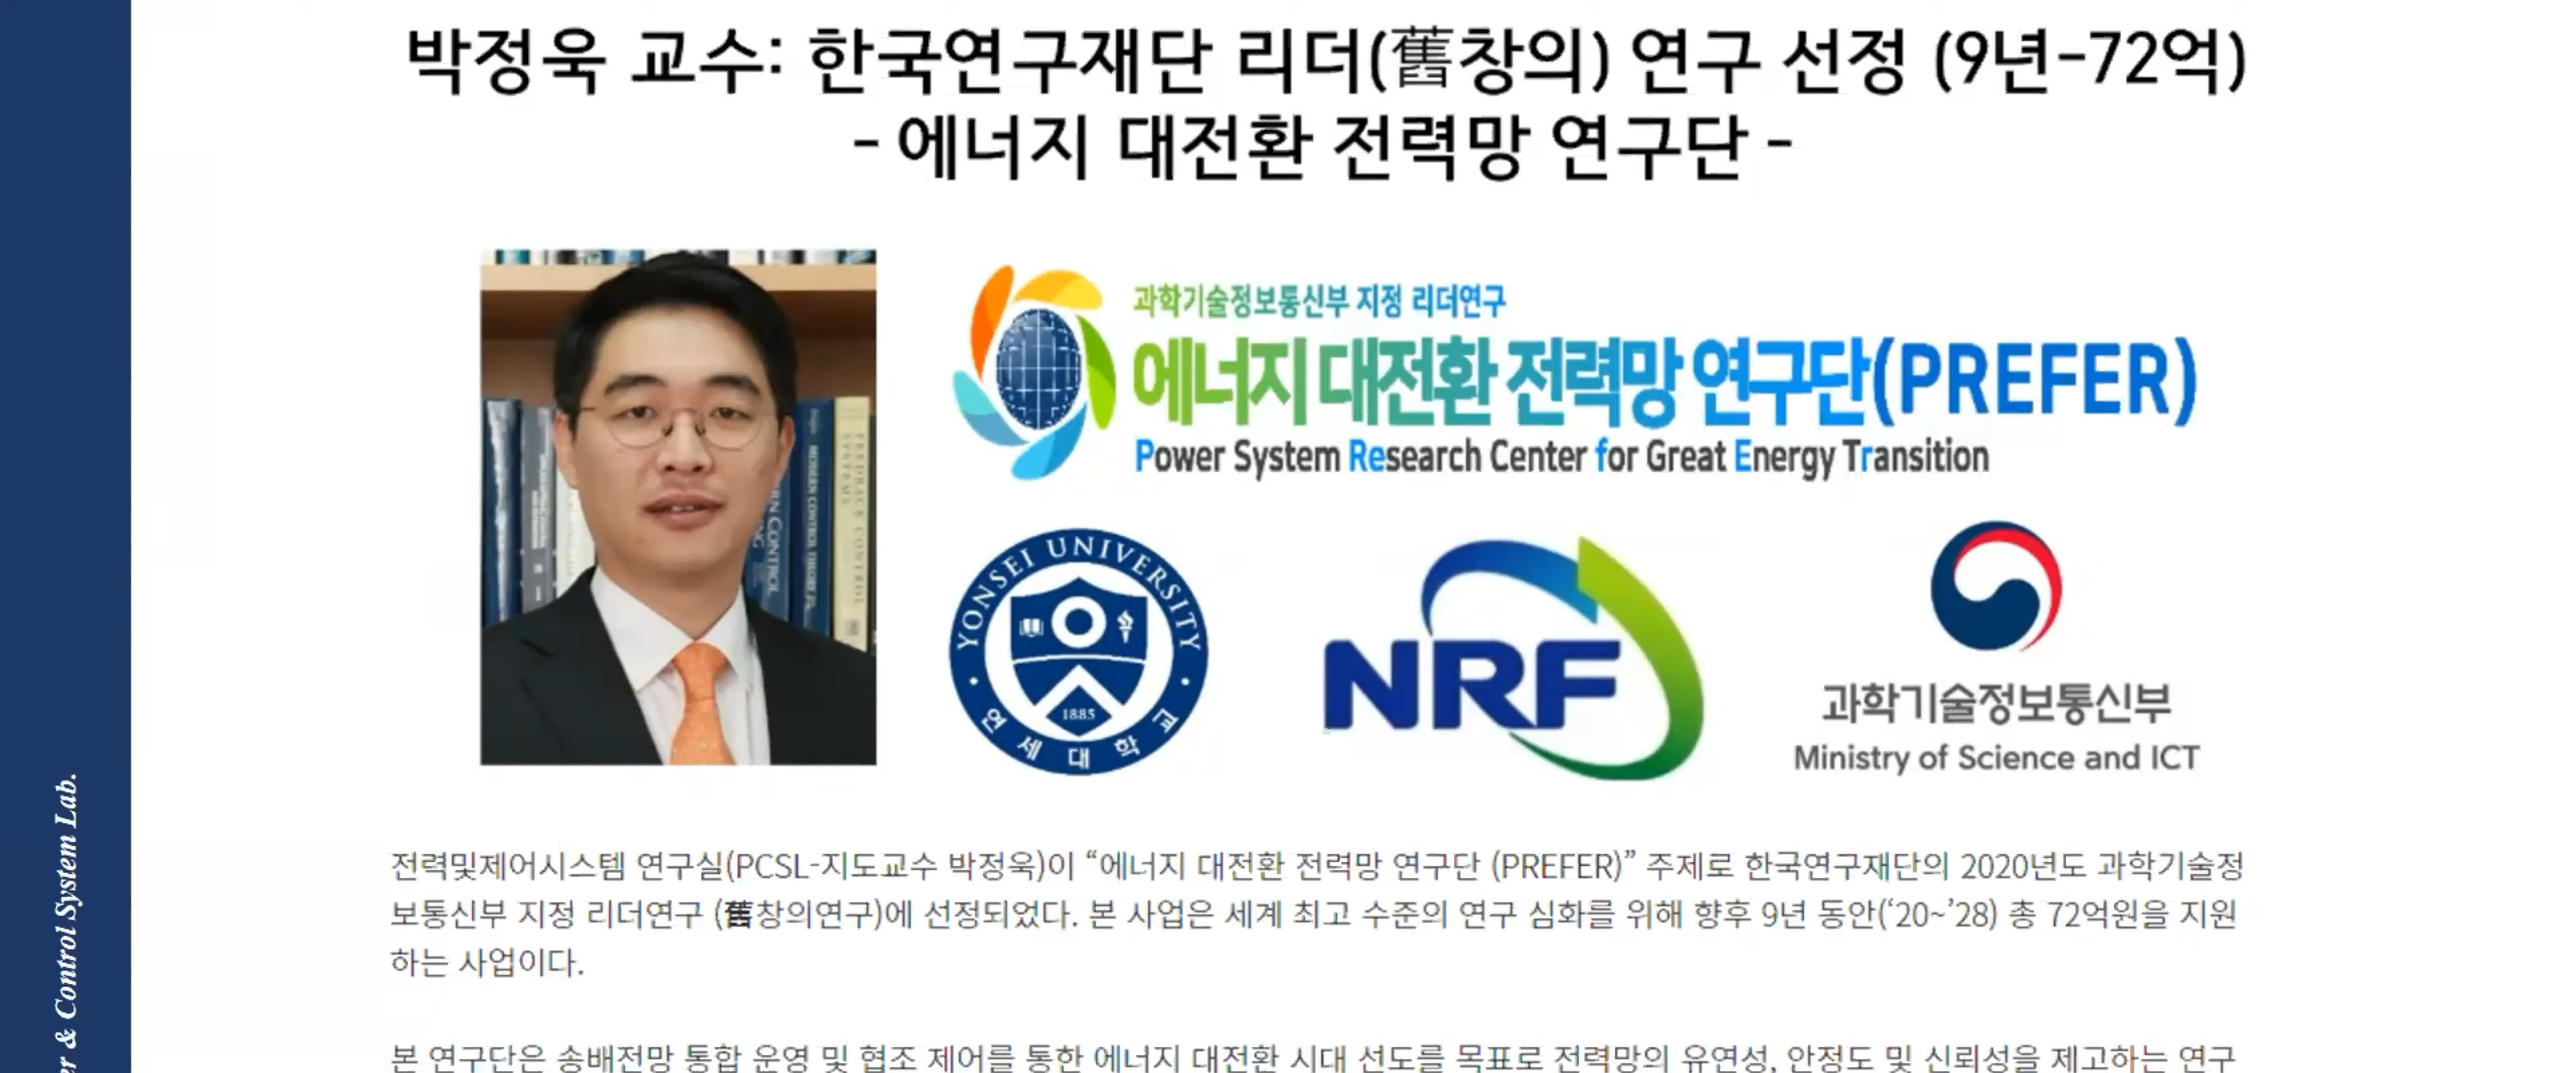 박정욱 교수: 한국연구재단 리더(舊창의) 연구 선정 (9년-72억)
- 에너지 대전환 전력망 연구단 -
과학기술정보통신부 지정 리더연구
에너지 대전환 전력망 연구단(PREFER)
Power System Research Center for Great Energy Transition
MODERN CONTROL
FEEDBACK CONTROL
SYSTEMS
CONTROL
YONSEI UNIVERSITY
1885
연세대학교
NRF
과학기술정보통신부
Ministry of Science and ICT
& Control System Lab.
전력및제어시스템 연구실(PCSL-지도교수 박정욱)이 “에너지 대전환 전력망 연구단 (PREFER)” 주제로 한국연구재단의 2020년도 과학기술정
보통신부 지정 리더연구 (舊창의연구)에 선정되었다. 본 사업은 세계 최고 수준의 연구 심화를 위해 향후 9년 동안(‘20~’28) 총 72억원을 지원
하는 사업이다.
본 연구단은 송배전망 통합 운영 및 협조 제어를 통한 에너지 대전환 시대 선도를 목표로 전력망의 유연성, 안정도 및 신뢰성을 제고하는 연구